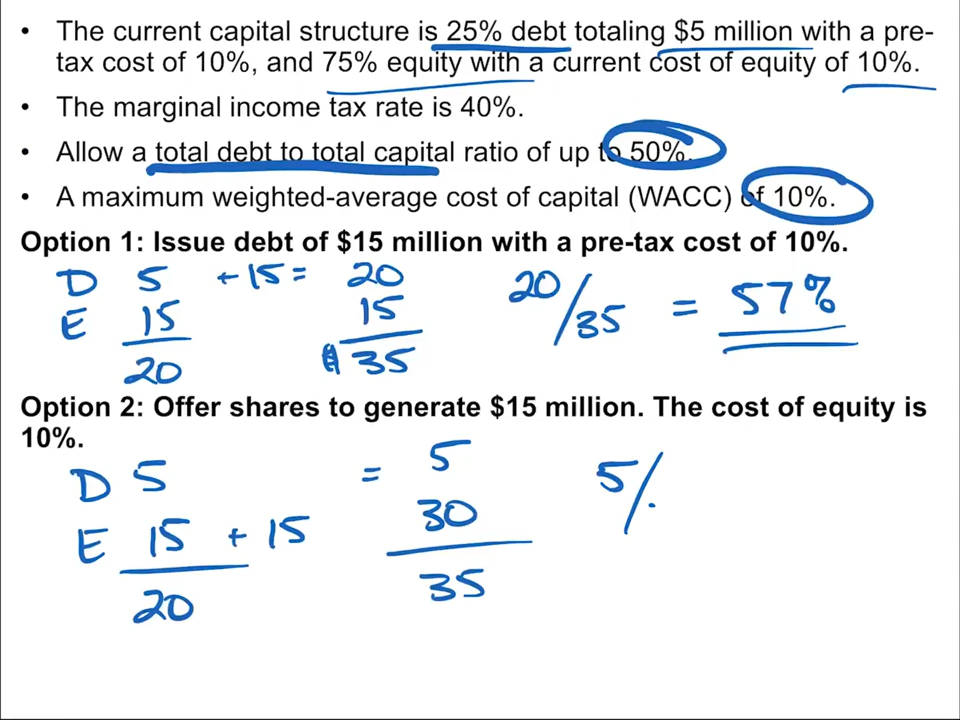 • The current capital structure is 25% debt totaling $5 million with a pre-
tax cost of 10%, and 75% equity with a current cost of equity of 10%.
• The marginal income tax rate is 40%.
• Allow a total debt to total capital ratio of up to 50%.
• A maximum weighted-average cost of capital (WACC) of 10%.
Option 1: Issue debt of $15 million with a pre-tax cost of 10%.
D 5 + 15 = 20 20/35 = 57%
E 15 15
20 35
Option 2: Offer shares to generate $15 million. The cost of equity is
10%.
D 5 = 5 5/
E 15 + 15 30
20 35